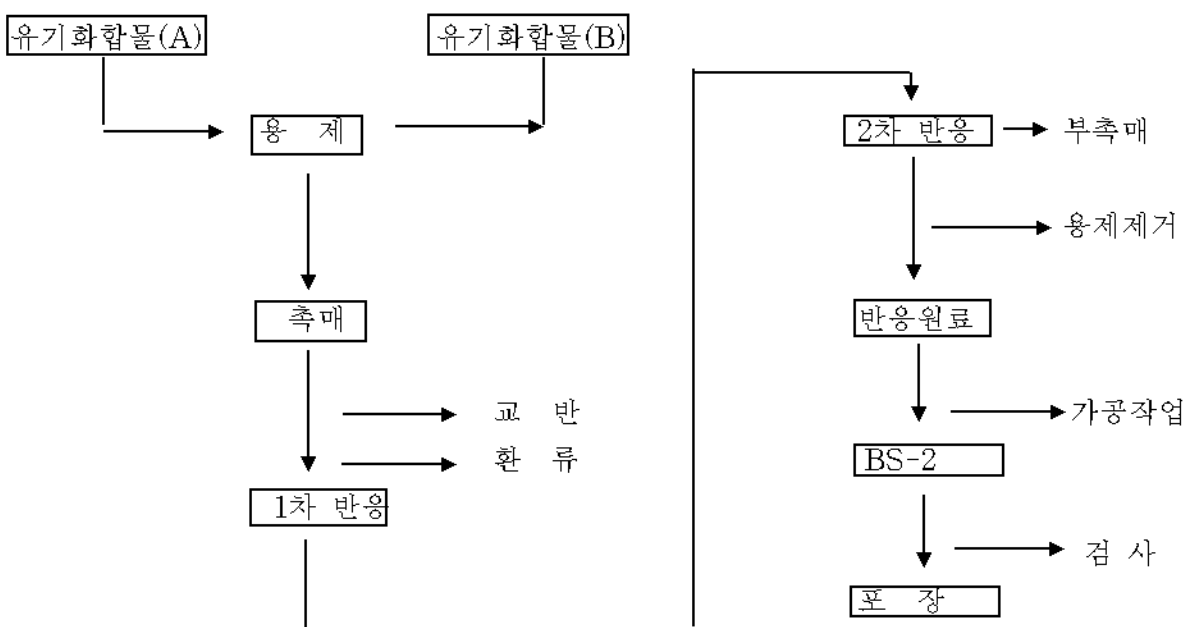 유기화합물(A)
유기화합물(B)
용 제
촉매
교 반
환 류
1차 반응
2차 반응
부촉매
용제제거
반응원료
가공작업
BS-2
검 사
포 장